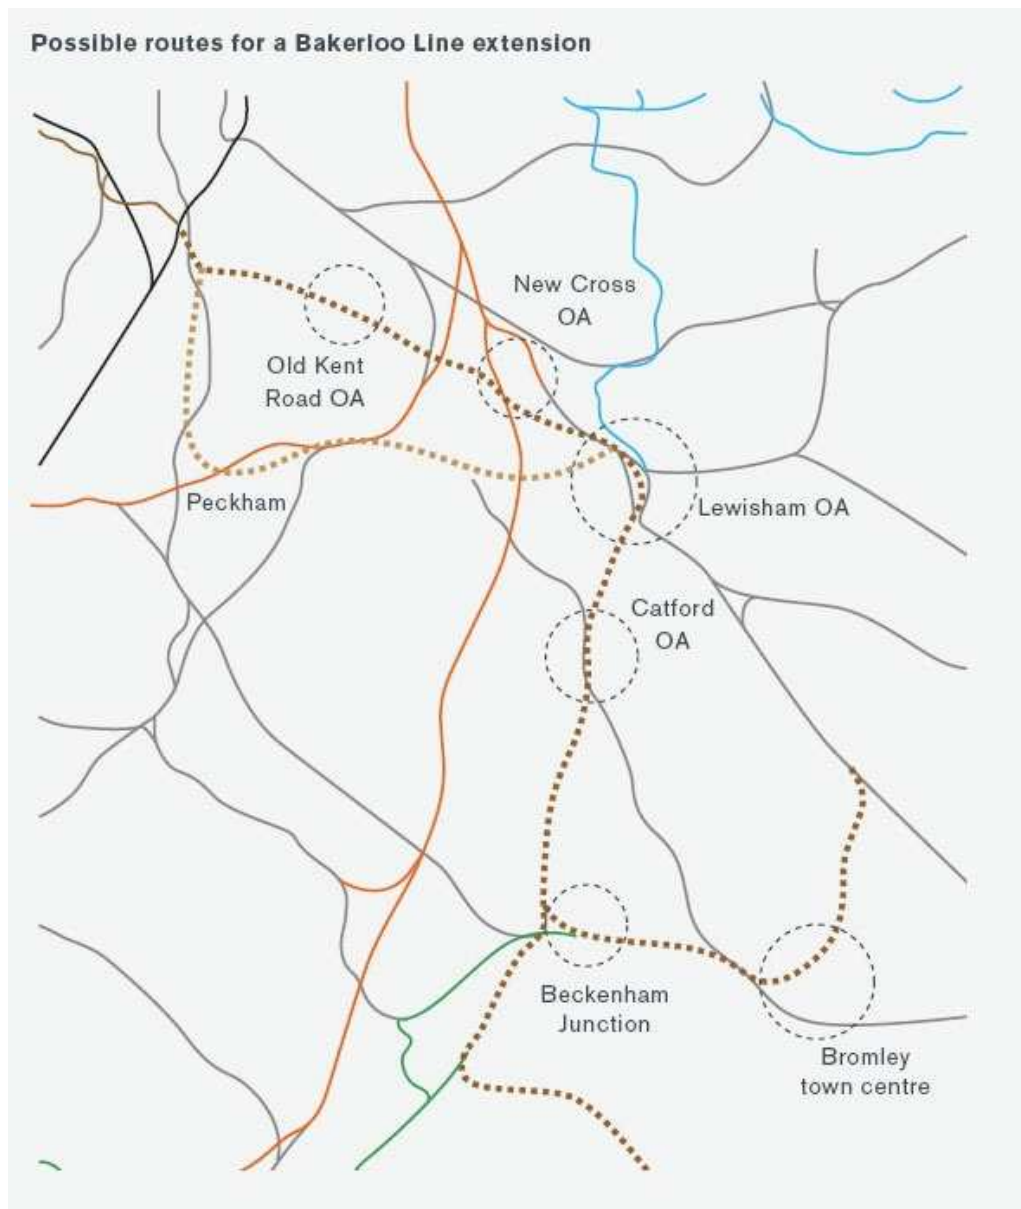 Possible routes for a Bakerloo Line extension
New Cross
OA
Old Kent
Road OA
Peckham
Lewisham OA
Catford
OA
Beckenham
Junction
Bromley
town centre